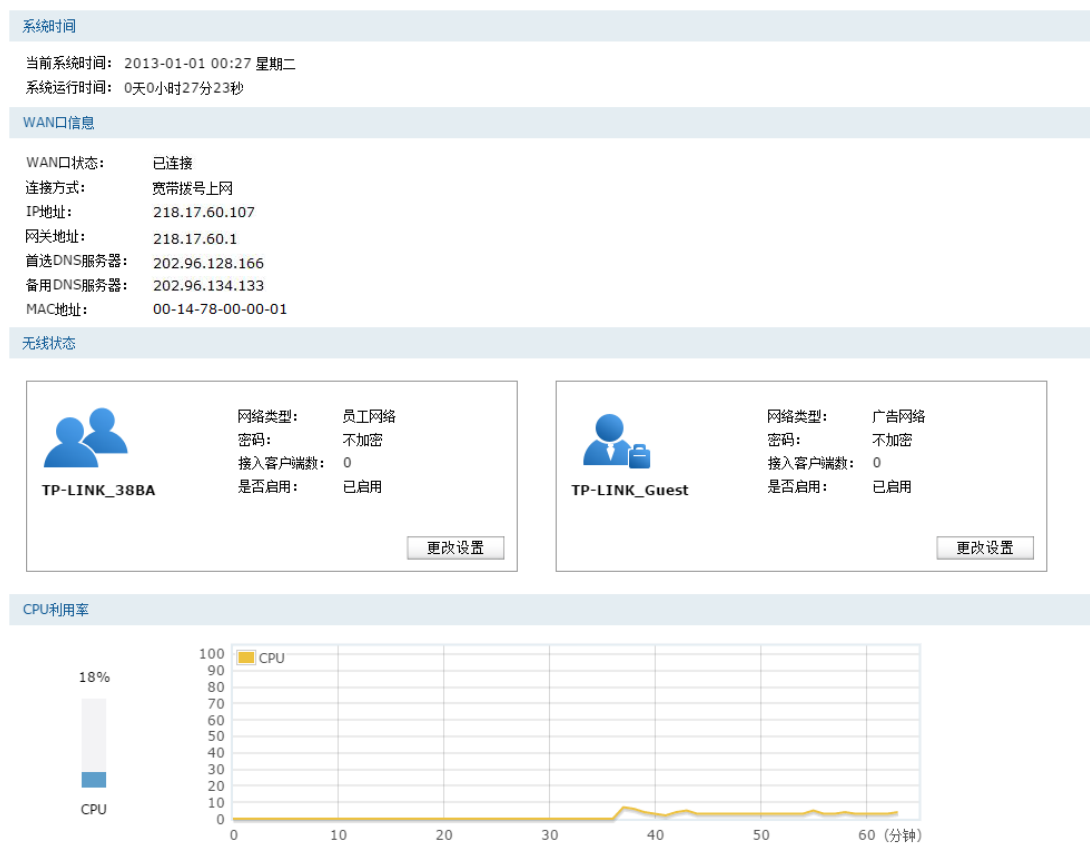 系统时间
当前系统时间： 2013-01-01 00:27 星期二
系统运行时间： 0天0小时27分23秒
WAN口信息
WAN口状态： 已连接
连接方式： 宽带拨号上网
IP地址： 218.17.60.107
网关地址： 218.17.60.1
首选DNS服务器： 202.96.128.166
备用DNS服务器： 202.96.134.133
MAC地址： 00-14-78-00-00-01
无线状态
网络类型： 员工网络
密码： 不加密
接入客户端数： 0
是否启用： 已启用
TP-LINK_38BA
更改设置
网络类型： 广告网络
密码： 不加密
接入客户端数： 0
是否启用： 已启用
TP-LINK_Guest
更改设置
CPU利用率
18%
CPU
CPU
100
90
80
70
60
50
40
30
20
10
0
0 10 20 30 40 50 60 (分钟)